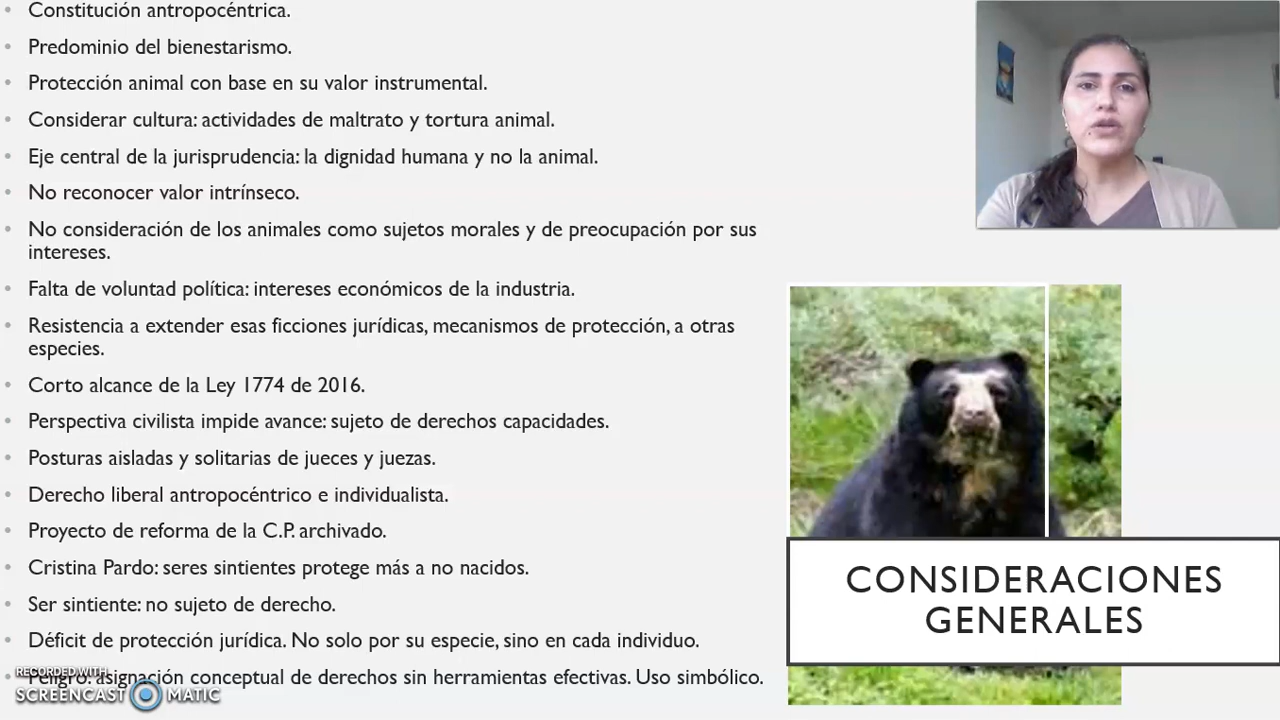 Constitución antropocéntrica.
Predominio del bienestarismo.
Protección animal con base en su valor instrumental.
Considerar cultura: actividades de maltrato y tortura animal.
Eje central de la jurisprudencia: la dignidad humana y no la animal.
No reconocer valor intrínseco.
No consideración de los animales como sujetos morales y de preocupación por sus
intereses.
Falta de voluntad política: intereses económicos de la industria.
Resistencia a extender esas ficciones jurídicas, mecanismos de protección, a otras
especies.
Corto alcance de la Ley 1774 de 2016.
Perspectiva civilista impide avance: sujeto de derechos capacidades.
Posturas aisladas y solitarias de jueces y juezas.
Derecho liberal antropocéntrico e individualista.
Proyecto de reforma de la C.P. archivado.
Cristina Pardo: seres sintientes protege más a no nacidos.
Ser sintiente: no sujeto de derecho.
Déficit de protección jurídica. No solo por su especie, sino en cada individuo.
Peligro: asignación conceptual de derechos sin herramientas efectivas. Uso simbólico.
CONSIDERACIONES
GENERALES
RECORDED WITH
SCREENCAST MATIC